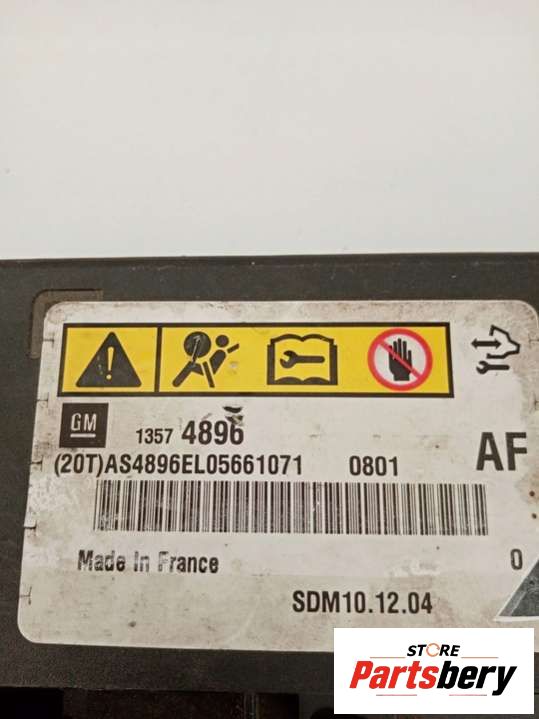 GM 1357 4896
(20T)AS4896EL05661071 0801 AF
Made In France 0
SDM10.12.04
STORE
Partsbery